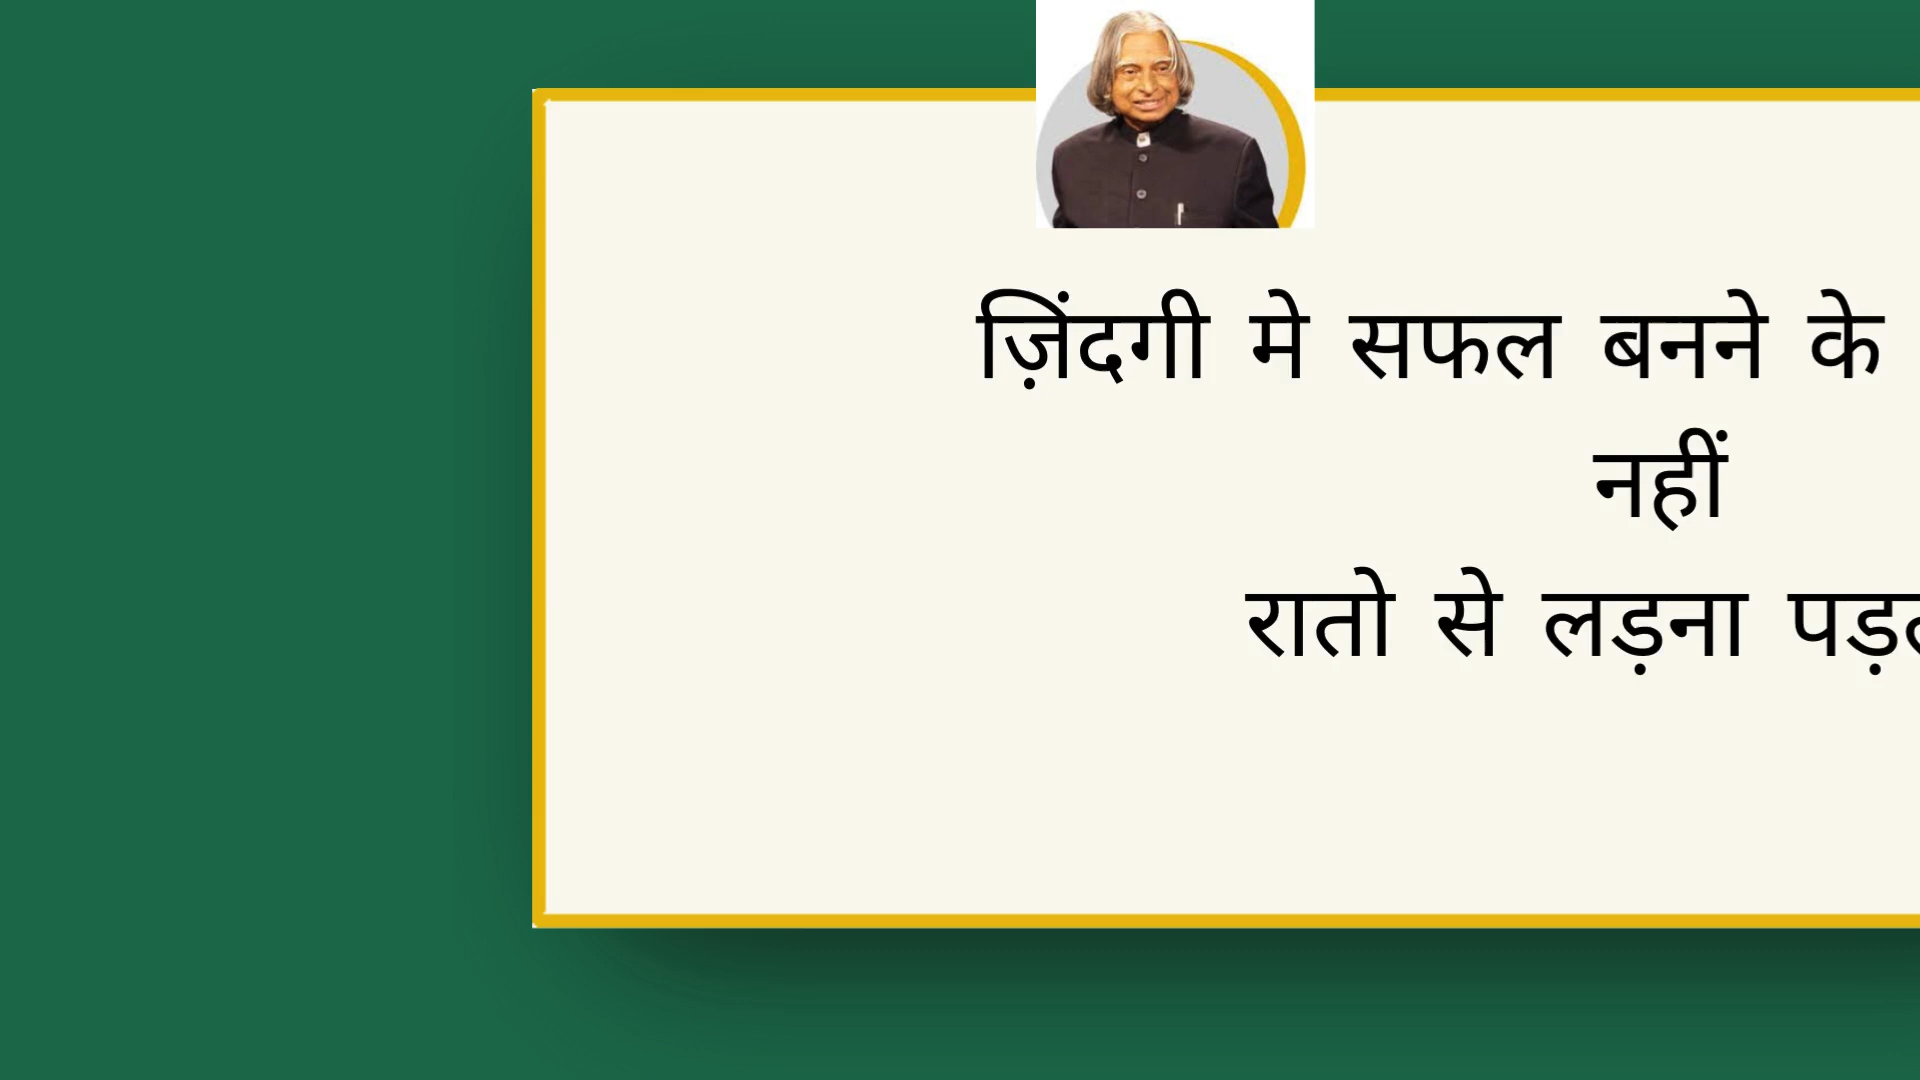 ज़िंदगी मे सफल बनने के
नहीं
रातो से लड़ना